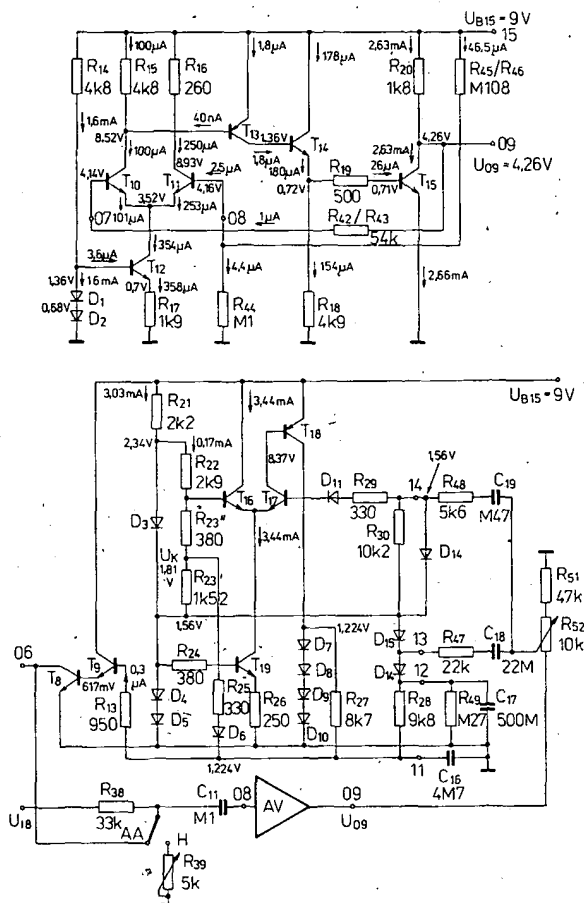 U_B15 = 9V
15
100µA
1,8µA
178µA
2,63mA
46,5µA
R14
4k8
R15
4k8
R16
260
R20
1k8
R45/R46
M108
1,6mA
8,52V
40nA
T13
1,36V
T14
1,8µA
100µA
250µA
8,93V
25µA
180µA
0,72V
R19
500
26µA
0,71V
2,63mA
4,26V
09
U09 = 4,26V
T15
4,14V
T10
T11
4,16V
07
101µA
3,52V
253µA
08
1µA
R42/R43
54k
3,6µA
354µA
T12
1,36V
16mA
0,7V
358µA
4,4µA
154µA
2,66mA
0,68V
D1
D2
R17
1k9
R44
M1
R18
4k9
3,03mA
R21
2k2
3,44mA
T18
U_B15 = 9V
2,34V
0,17mA
8,37V
R22
2k9
T16
T17
D11
R29
330
14
1,56V
R48
5k6
C19
M47
D3
R23"
380
R30
10k2
D14
U_K
1,81
V
R23
1k52
3,44mA
R51
47k
1,56V
1,224V
R52
10k
06
T8
T9
617mV
0,3
µA
R24
380
T19
D7
D8
D9
D10
D15
13
R47
22k
C18
22M
D14
12
R13
950
D4
D5
R25
330
D6
R26
250
R27
8k7
R28
9k8
R49
M27
C17
500M
1,224V
11
C16
4M7
R38
33k
C11
M1
08
AV
09
U09
U18
AA
H
R39
5k